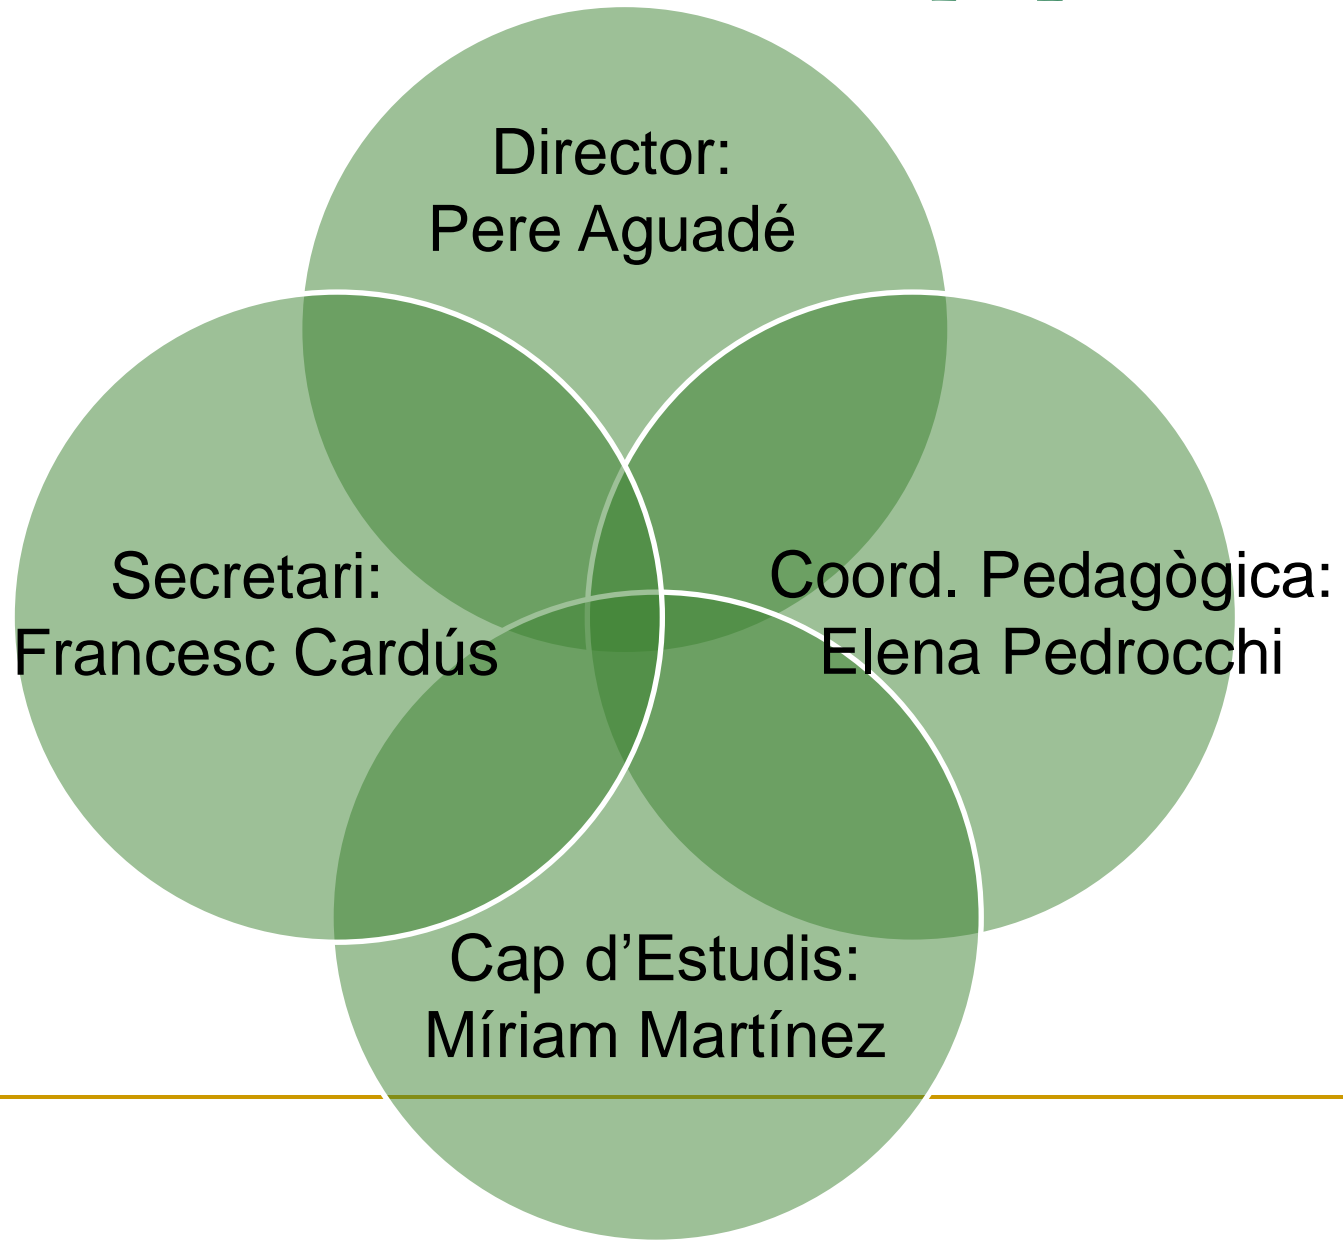 Director:
Pere Aguadé
Secretari:
Francesc Cardús
Coord. Pedagògica:
Elena Pedrocchi
Cap d’Estudis:
Míriam Martínez